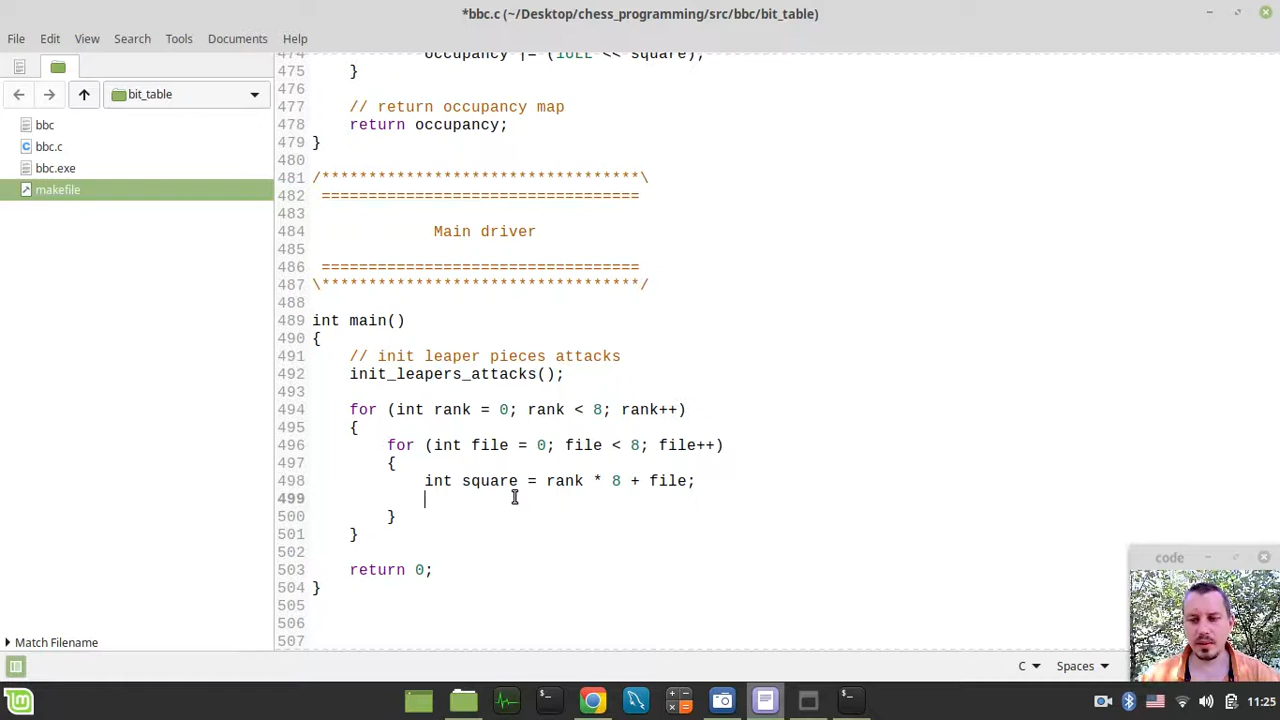 *bbc.c (~/Desktop/chess_programming/src/bbc/bit_table)
File Edit View Search Tools Documents Help
bit_table
bbc
bbc.c
bbc.exe
makefile
Match Filename
474 occupancy |= (1ULL << square);
475 }
476
477 // return occupancy map
478 return occupancy;
479 }
480
481 /**********************************\
482 ==================================
483
484 Main driver
485
486 ==================================
487 \**********************************/
488
489 int main()
490 {
491 // init leaper pieces attacks
492 init_leapers_attacks();
493
494 for (int rank = 0; rank < 8; rank++)
495 {
496 for (int file = 0; file < 8; file++)
497 {
498 int square = rank * 8 + file;
499
500 }
501 }
502
503 return 0;
504 }
505
506
507
code
C Spaces
11:25